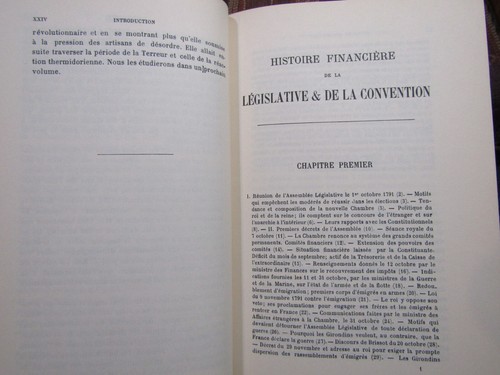 XXIV INTRODUCTION
révolutionnaire et en se montrant plus qu'elle
à la pression des artisans de désordre. Elle allait en-
suite traverser la période de la Terreur et celle de la réac-
tion thermidorienne. Nous les étudierons dans un prochain
volume.
HISTOIRE FINANCIÈRE
DE LA
LÉGISLATIVE & DE LA CONVENTION
CHAPITRE PREMIER
I. Réunion de l'Assemblée Législative le 1er octobre 1791 (2). — Motifs
qui empêchent les modérés de réussir dans les élections (3). — Ten-
dance et composition de la nouvelle Chambre (5). — Politique du
roi et de la reine; ils comptent sur le concours de l'étranger et sur
l'anarchie à l'intérieur (6). — Leurs rapports avec les Constitutionnels
(8). — II. Premiers décrets de l'Assemblée (10). — Séance royale du
7 octobre (11). — La Chambre renonce au système des grands comités
permanents. Comités financiers (12). — Extension des pouvoirs des
comités (14). — Situation financière laissée par la Constituante.
Déficit du mois de septembre; actif de la Trésorerie et de la Caisse de
l'extraordinaire (15). — Renseignements donnés le 12 octobre par le
ministre des Finances sur le recouvrement des impôts (16). — Indica-
tions fournies le 11 octobre par les ministres de la Guerre
et de la Marine, sur l'état de l'armée et de la flotte (18). — Redou-
blement d'émigration; premiers corps d'émigrés en armes (20). — Loi
du 9 novembre 1791 contre l'émigration (21). — Le roi y oppose son
veto; ses proclamations pour engager ses frères et les émigrés à
rentrer en France (22). — Communications faites par le ministre des
Affaires étrangères à la Chambre, le 31 octobre (24). — Motifs qui
devaient détourner l'Assemblée Législative de toute déclaration de
guerre (26). — Pourquoi les Girondins veulent, au contraire, que la
France déclare la guerre (27). — Discours de Brissot du 20 octobre (28).
— Décret du 29 novembre et adresse au roi pour exiger la prompte
dispersion des rassemblements d'émigrés (29). — Les Girondins
1